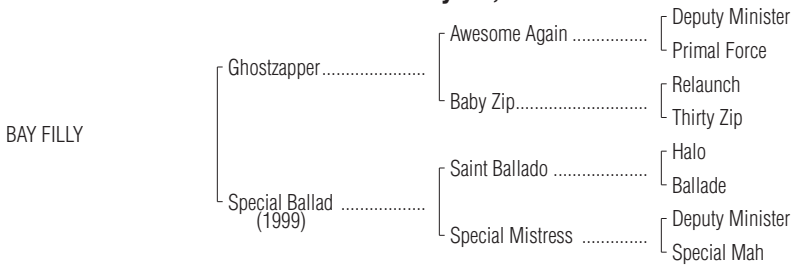 Deputy Minister
Awesome Again ................
Primal Force
Ghostzapper......................
Relaunch
Baby Zip............................
Thirty Zip
BAY FILLY
Halo
Saint Ballado ....................
Ballade
Special Ballad ..................
(1999)
Deputy Minister
Special Mistress ..............
Special Mah